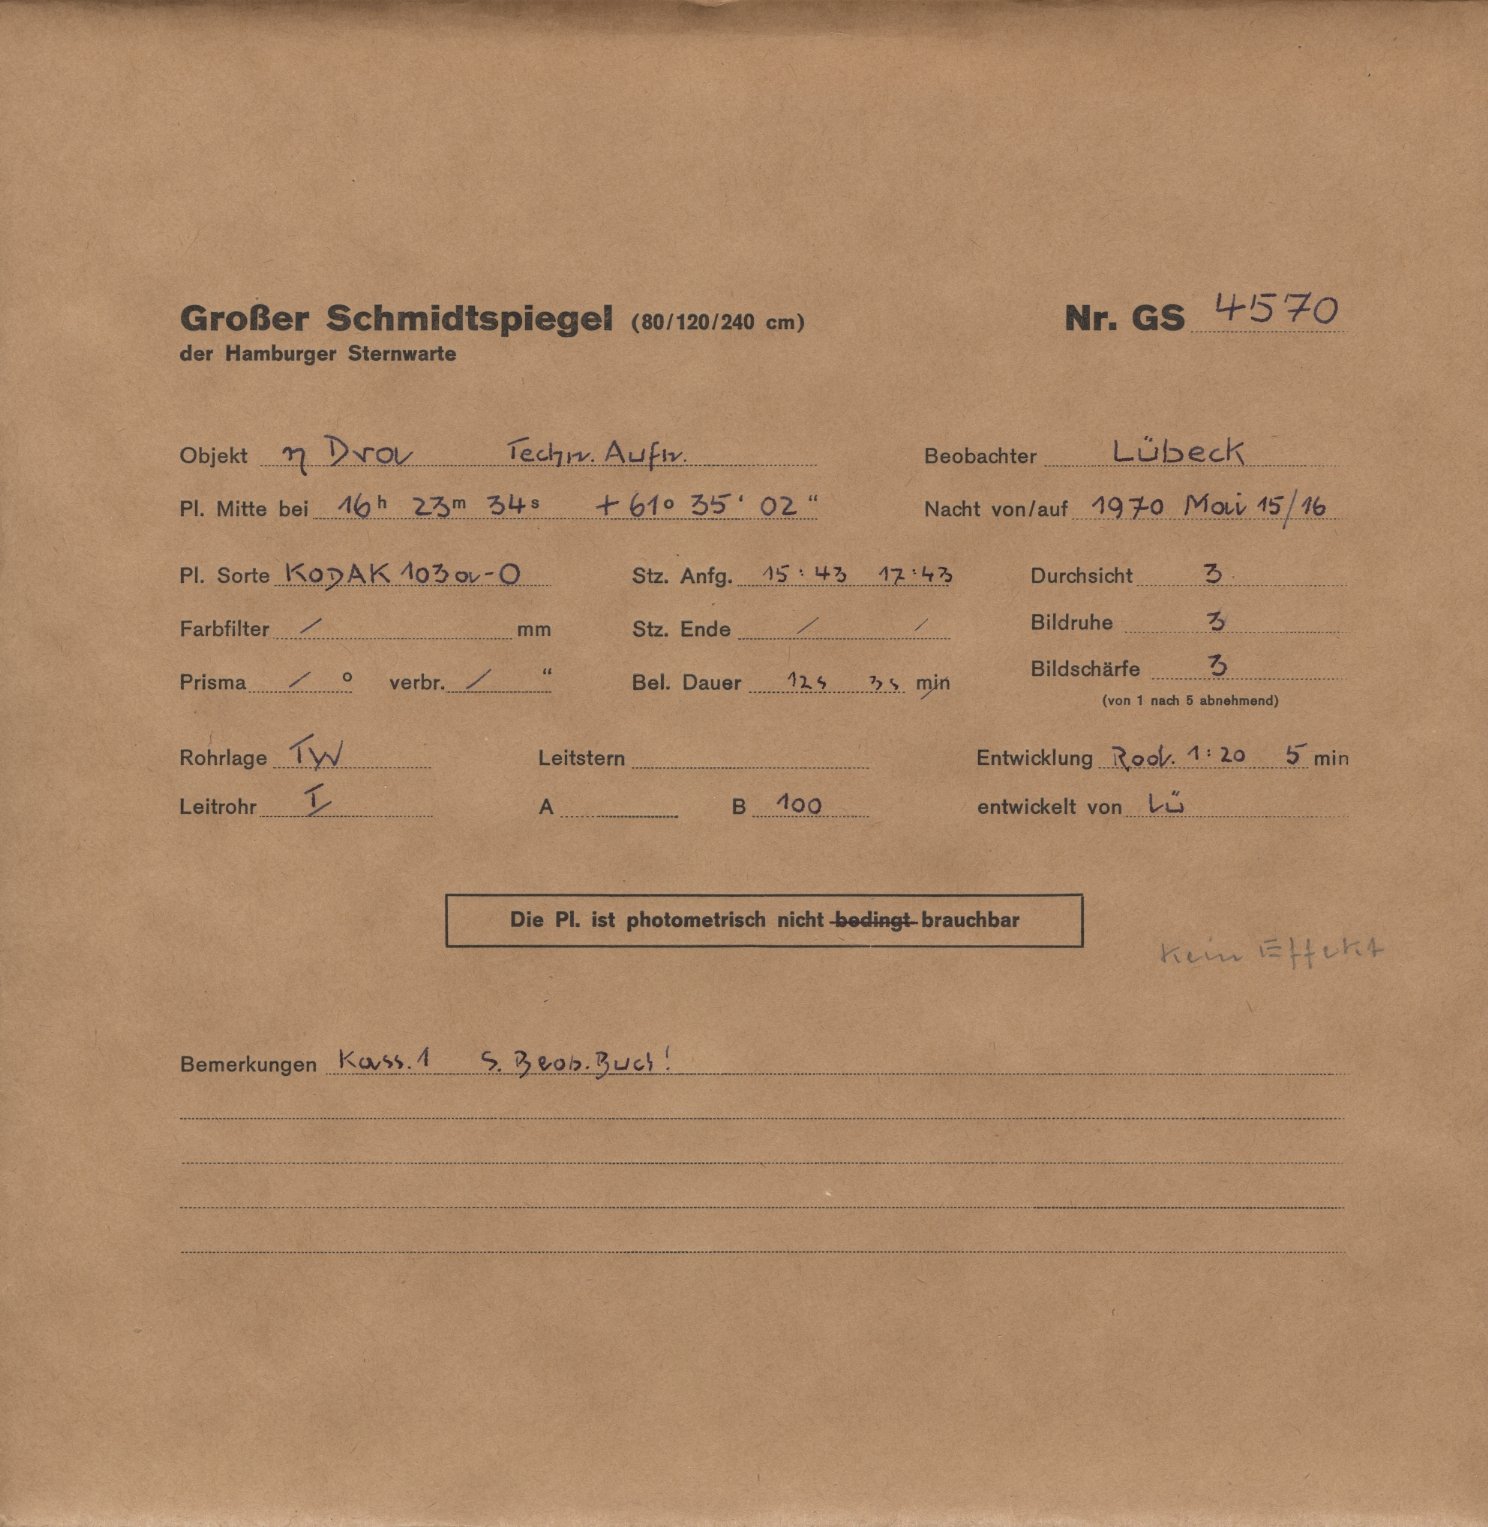 Großer Schmidtspiegel (80/120/240 cm) Nr. GS 4570
der Hamburger Sternwarte
Objekt η Dra Techn. Aufn. Beobachter Lübeck
Pl. Mitte bei 16h 23m 34s +61o 35‘ 02“ Nacht von/auf 1970 Mai 15/16
Pl. Sorte KODAK 103a-O Stz. Anfg. 15:43 17:43 Durchsicht 3
Farbfilter / mm Stz. Ende / / Bildruhe 3
Prisma / o verbr. / “ Bel. Dauer 12s 3s min Bildschärfe 3
(von 1 nach 5 abnehmend)
Rohrlage TW Leitstern Entwicklung Rod. 1:20 5 min
Leitrohr I A B 100 entwickelt von Lü
Die Pl. ist photometrisch nicht bedingt brauchbar
Kein Effekt
Bemerkungen Kass. 1 S. Beob. Buch!